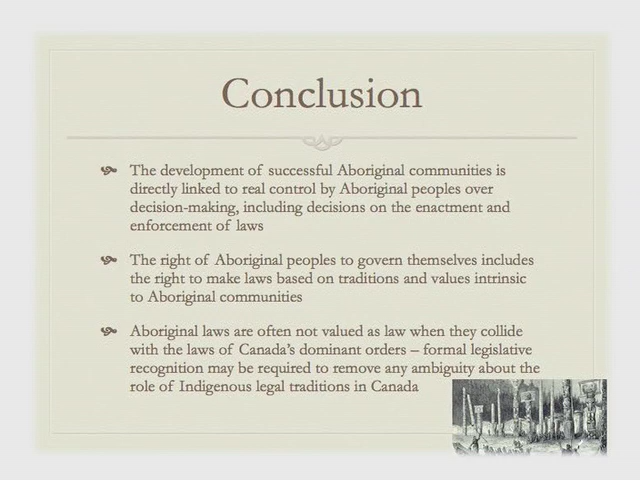 Conclusion
The development of successful Aboriginal communities is
directly linked to real control by Aboriginal peoples over
decision-making, including decisions on the enactment and
enforcement of laws
The right of Aboriginal peoples to govern themselves includes
the right to make laws based on traditions and values intrinsic
to Aboriginal communities
Aboriginal laws are often not valued as law when they collide
with the laws of Canada’s dominant orders – formal legislative
recognition may be required to remove any ambiguity about the
role of Indigenous legal traditions in Canada